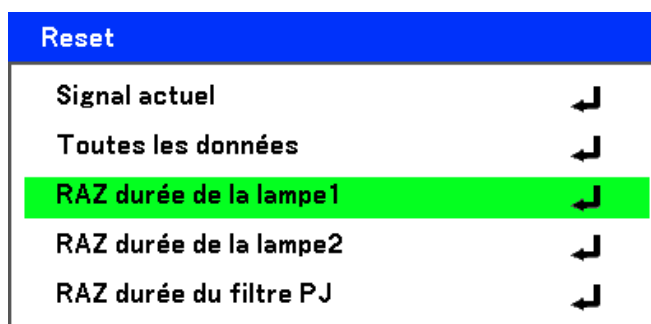 Reset
Signal actuel
Toutes les données
RAZ durée de la lampe1
RAZ durée de la lampe2
RAZ durée du filtre PJ